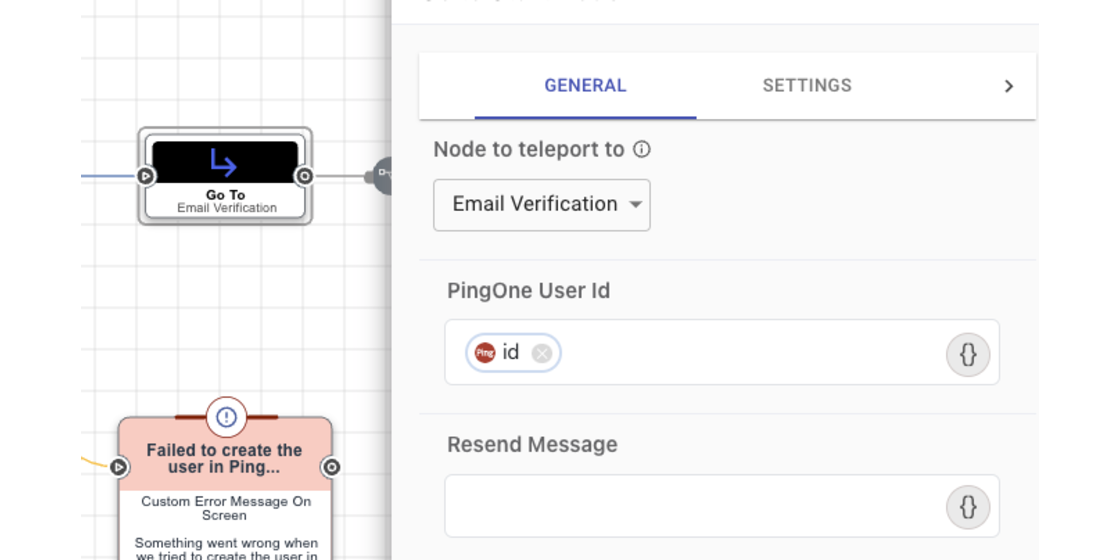 GENERAL
SETTINGS
Node to teleport to
Email Verification
Go To
Email Verification
PingOne User Id
Ping id
{}
Failed to create the
user in Ping...
Resend Message
{}
Custom Error Message On
Screen
Something went wrong when
we tried to create the user in